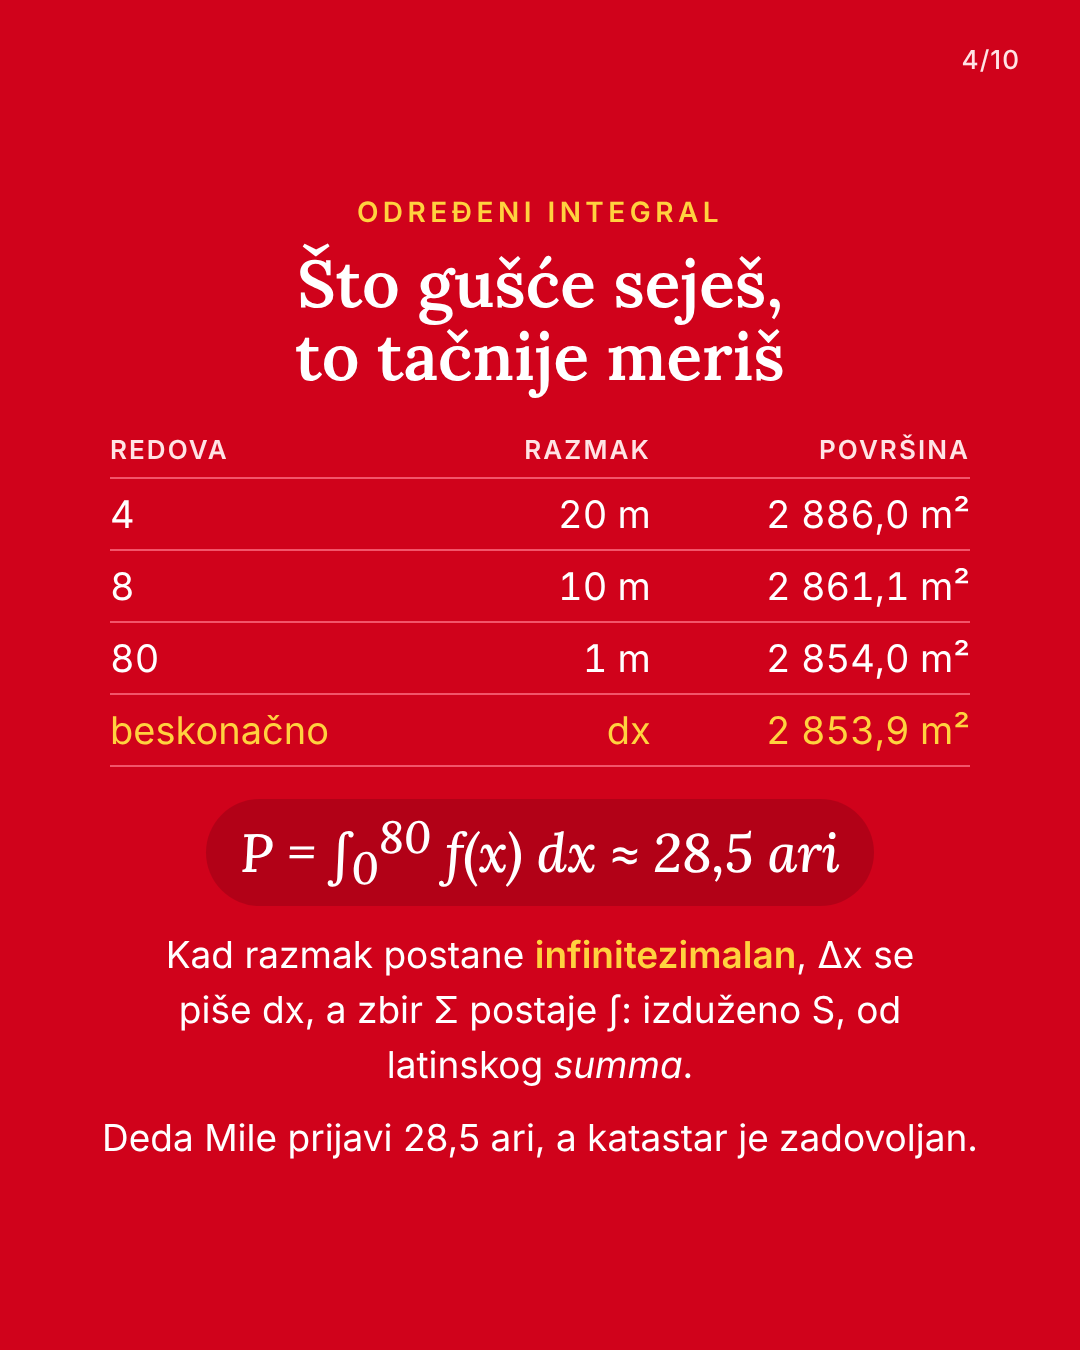 4/10
ODREĐENI INTEGRAL
Što gušće seješ,
to tačnije meriš
REDOVA RAZMAK POVRŠINA
4 20 m 2 886,0 m²
8 10 m 2 861,1 m²
80 1 m 2 854,0 m²
beskonačno dx 2 853,9 m²
P = ∫₀⁸⁰ f(x) dx ≈ 28,5 ari
Kad razmak postane infinitezimalan, Δx se
piše dx, a zbir Σ postaje ∫: izduženo S, od
latinskog summa.
Deda Mile prijavi 28,5 ari, a katastar je zadovoljan.